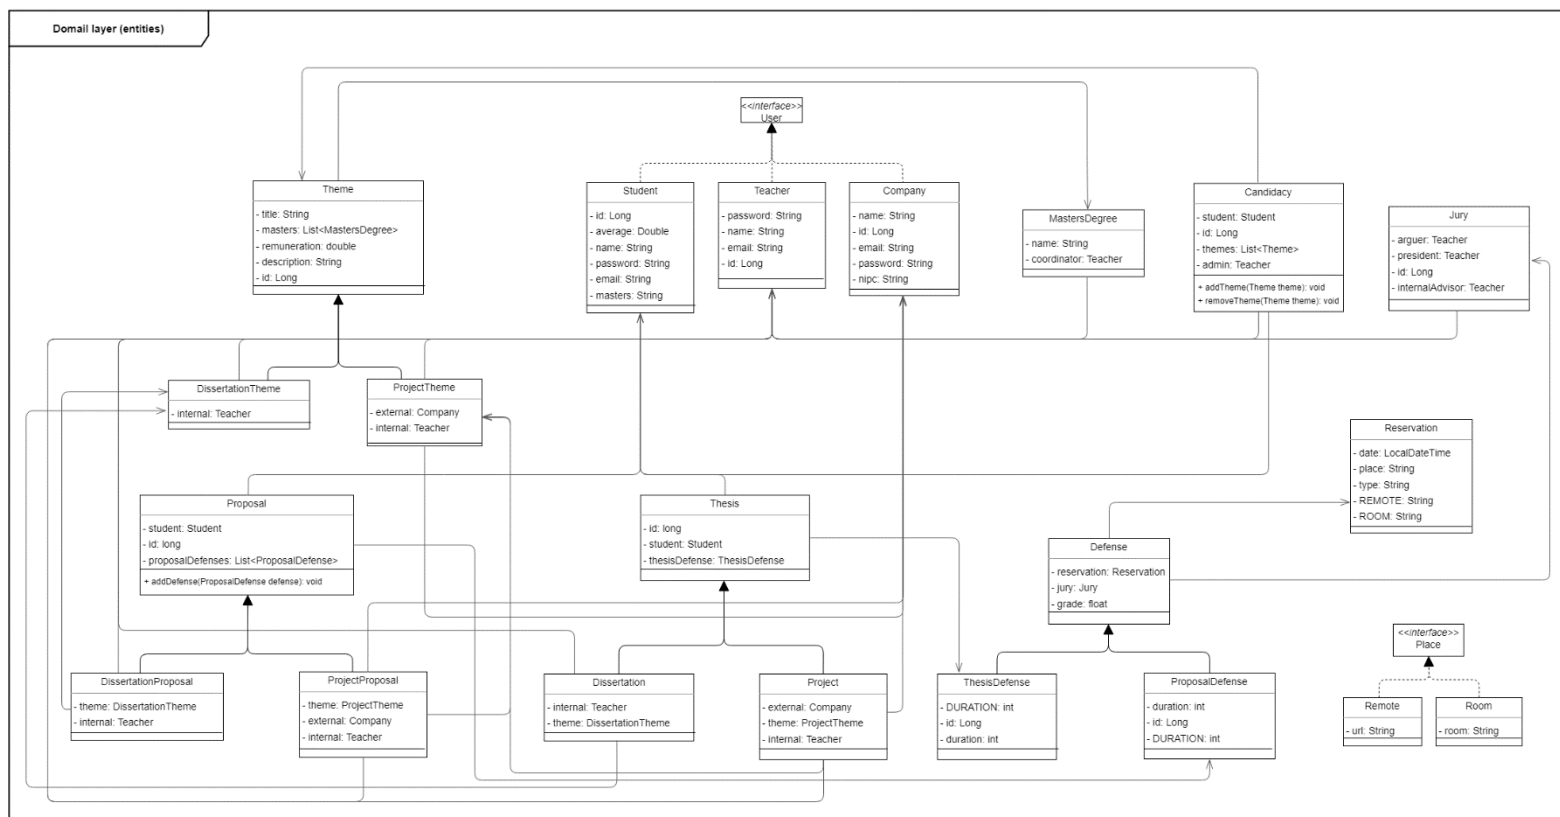 Domail layer (entities)
<<interface>>
User
Theme
- title: String
- masters: List<MastersDegree>
- remuneration: double
- description: String
- id: Long
Student
- id: Long
- average: Double
- name: String
- password: String
- email: String
- masters: String
Teacher
- password: String
- name: String
- email: String
- id: Long
Company
- name: String
- id: Long
- email: String
- password: String
- nipc: String
MastersDegree
- name: String
- coordinator: Teacher
Candidacy
- student: Student
- id: Long
- themes: List<Theme>
- admin: Teacher
+ addTheme(Theme theme): void
+ removeTheme(Theme theme): void
Jury
- arguer: Teacher
- president: Teacher
- id: Long
- internalAdvisor: Teacher
DissertationTheme
- internal: Teacher
ProjectTheme
- external: Company
- internal: Teacher
Reservation
- date: LocalDateTime
- place: String
- type: String
- REMOTE: String
- ROOM: String
Proposal
- student: Student
- id: long
- proposalDefenses: List<ProposalDefense>
+ addDefense(ProposalDefense defense): void
Thesis
- id: long
- student: Student
- thesisDefense: ThesisDefense
Defense
- reservation: Reservation
- jury: Jury
- grade: float
<<interface>>
Place
DissertationProposal
- theme: DissertationTheme
- internal: Teacher
ProjectProposal
- theme: ProjectTheme
- external: Company
- internal: Teacher
Dissertation
- internal: Teacher
- theme: DissertationTheme
Project
- external: Company
- theme: ProjectTheme
- internal: Teacher
ThesisDefense
- DURATION: int
- id: Long
- duration: int
ProposalDefense
- duration: int
- id: Long
- DURATION: int
Remote
- url: String
Room
- room: String